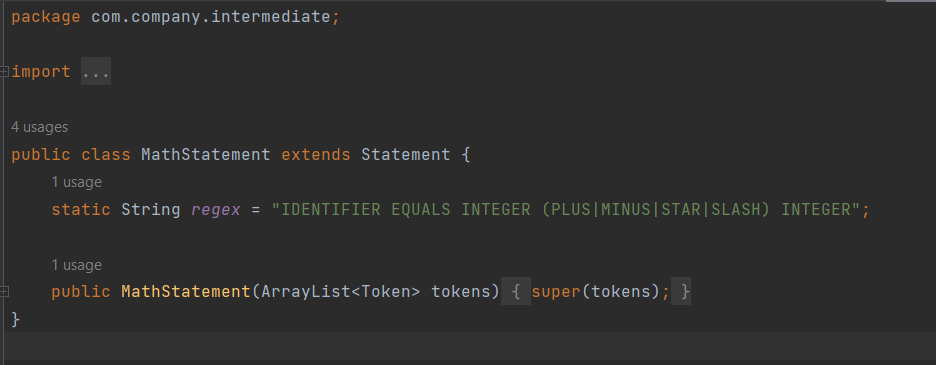 package com.company.intermediate;
import ...
4 usages
public class MathStatement extends Statement {
1 usage
static String regex = "IDENTIFIER EQUALS INTEGER (PLUS|MINUS|STAR|SLASH) INTEGER";
1 usage
public MathStatement(ArrayList<Token> tokens) { super(tokens); }
}